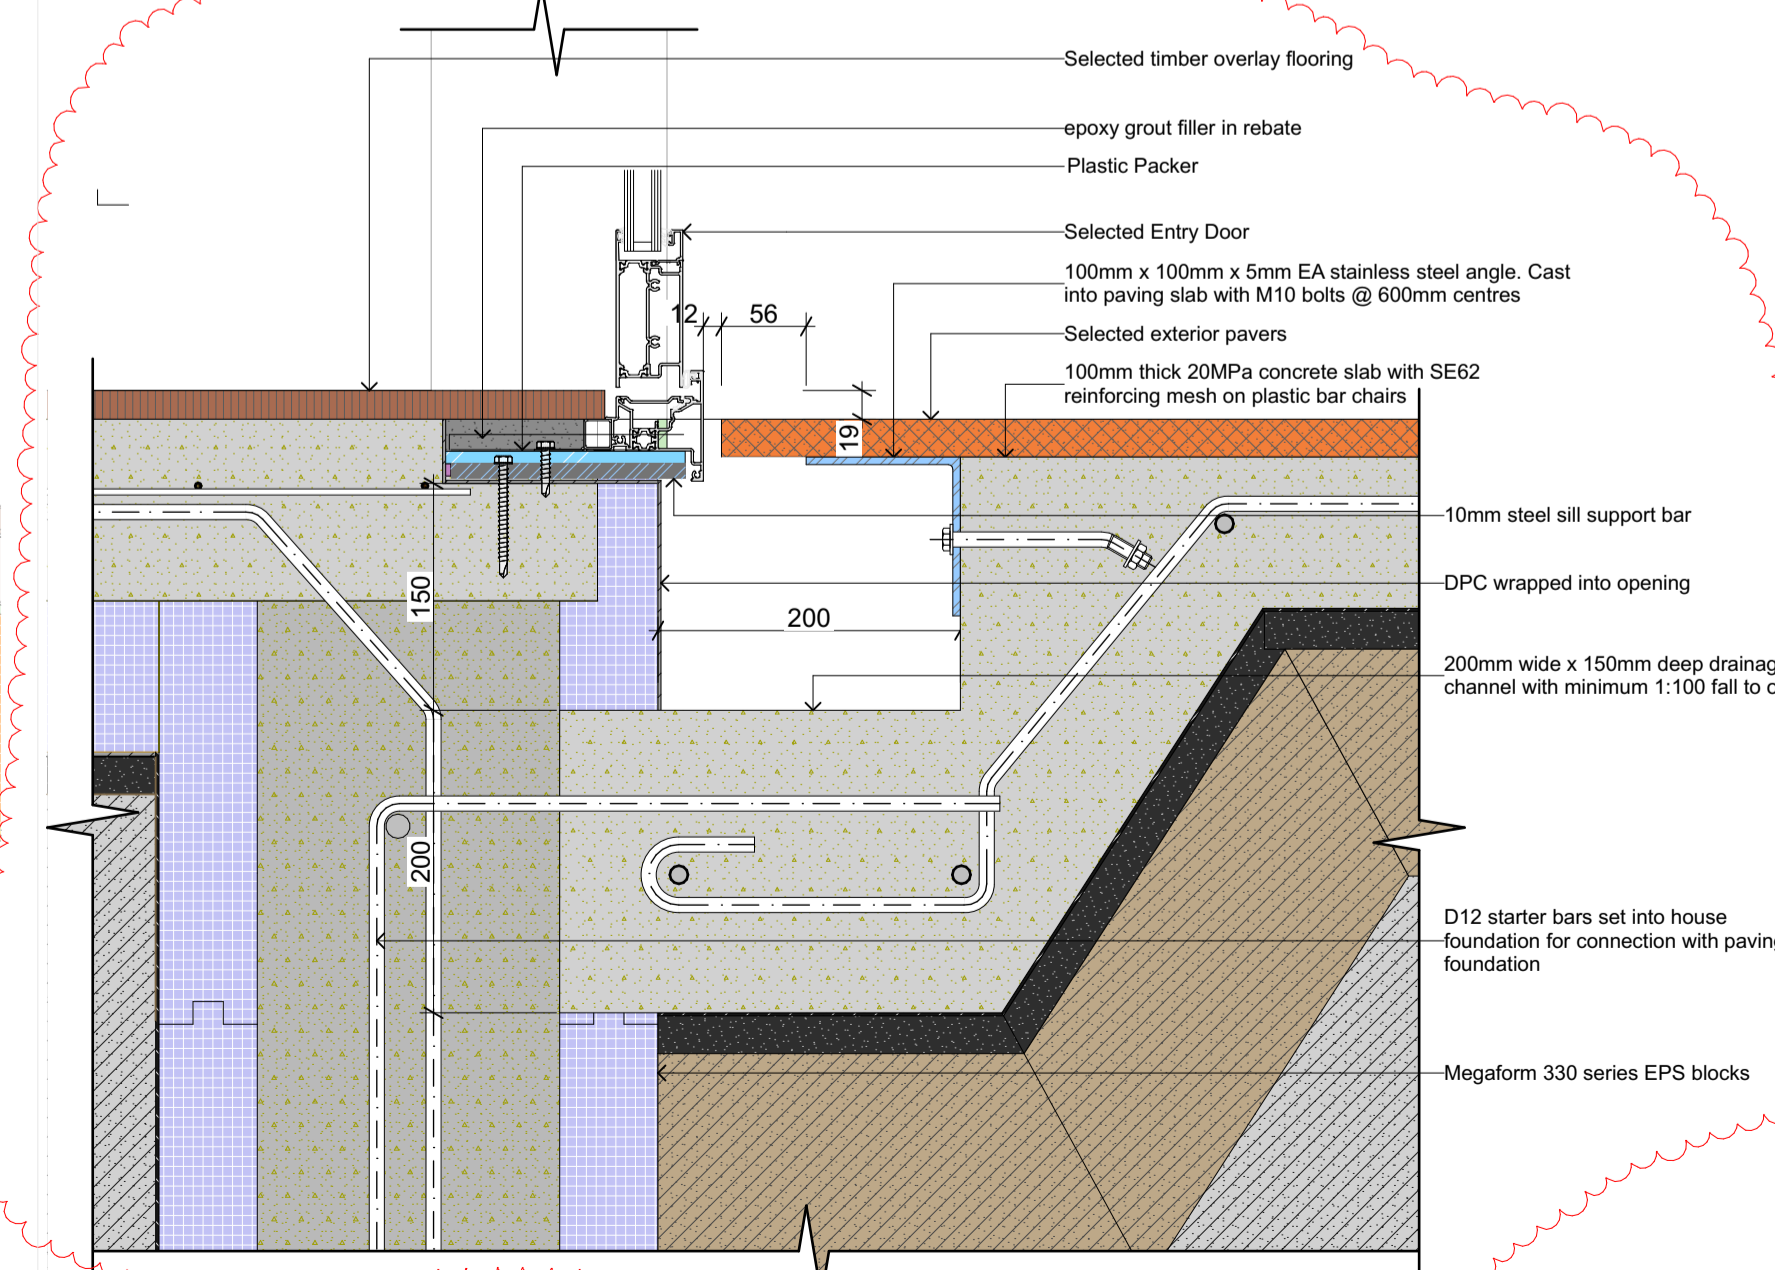 Selected timber overlay flooring
epoxy grout filler in rebate
Plastic Packer
Selected Entry Door
100mm x 100mm x 5mm EA stainless steel angle. Cast
into paving slab with M10 bolts @ 600mm centres
12
56
Selected exterior pavers
100mm thick 20MPa concrete slab with SE62
reinforcing mesh on plastic bar chairs
19
10mm steel sill support bar
DPC wrapped into opening
150
200
200mm wide x 150mm deep
channel with minimum 1:100 fall to
200
D12 starter bars set into house
foundation for connection with
foundation
Megaform 330 series EPS blocks